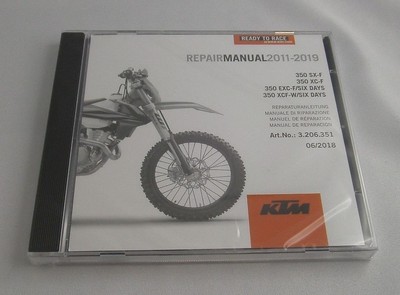 READY TO RACE
REPAIRMANUAL2011-2019
350 SX-F
350 XC-F
350 EXC-F/SIX DAYS
350 XCF-W/SIX DAYS
REPARATURANLEITUNG
MANUALE DI RIPARAZIONE
MANUEL DE RÉPARATION
MANUAL DE REPARACIÓN
Art.No.: 3.206.351
06/2018
KTM